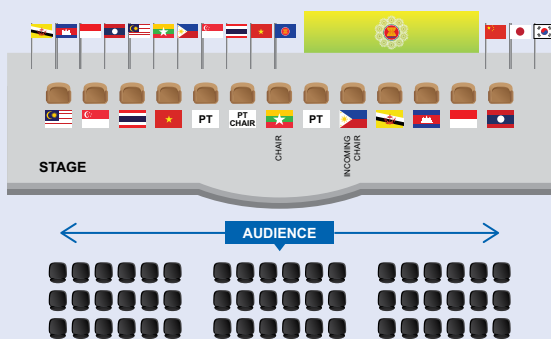 PT
PT
CHAIR
PT
CHAIR
INCOMING
CHAIR
STAGE
AUDIENCE